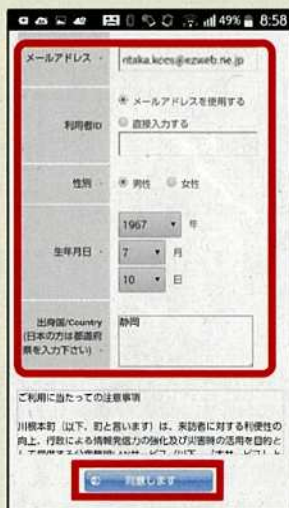 49% 8:58
メールアドレス
ntaka.koes@ezweb.ne.jp
利用者ID
メールアドレスを使用する
直接入力する
性別
男性 女性
生年月日
1967 年
7 月
10 日
出身国/Country
(日本の方は都道府
県を入力下さい)
静岡
ご利用に当たっての注意事項
川根本町（以下、町と言います）は、来訪者に対する利便性の
向上、行政による情報発信力の強化及び災害時の活用を目的と
同意します